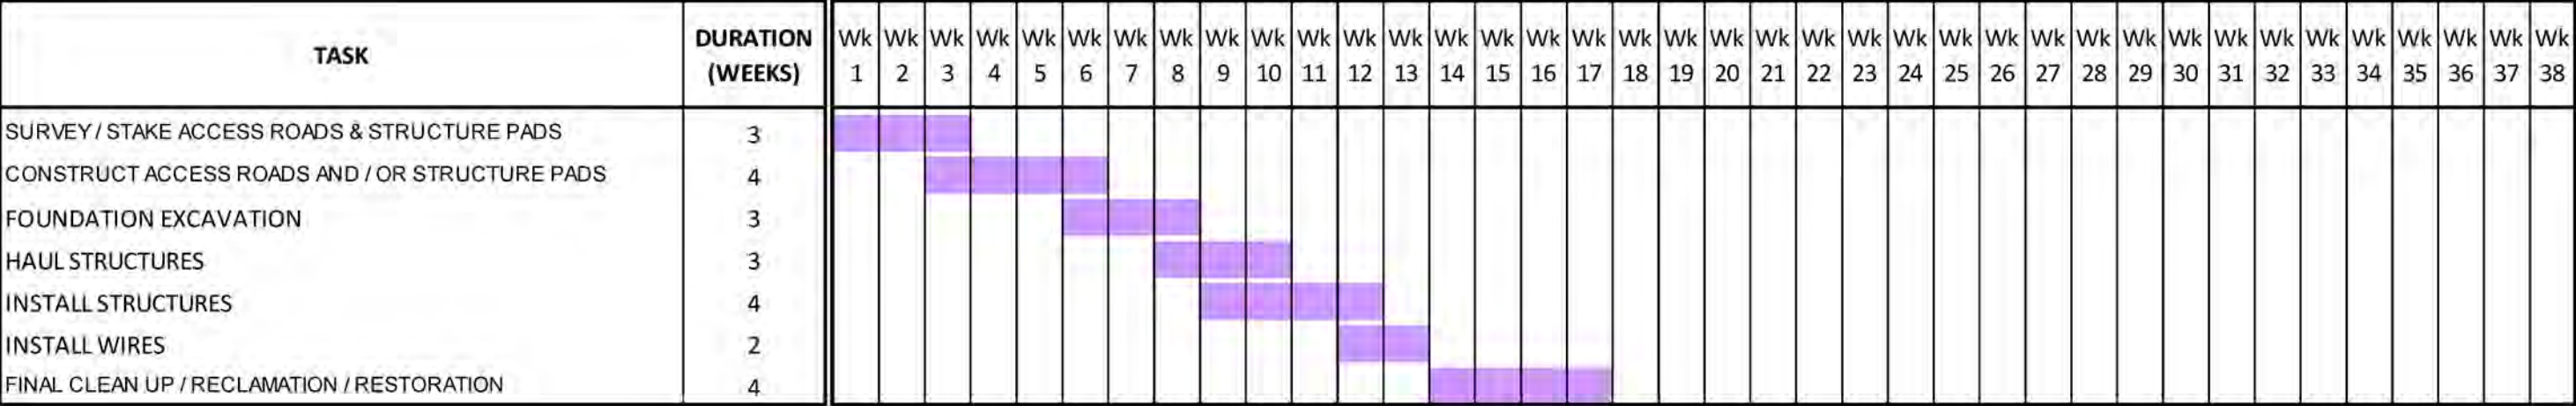 TASK
DURATION
(WEEKS)
Wk Wk Wk Wk Wk Wk Wk Wk Wk Wk Wk Wk Wk Wk Wk Wk Wk Wk Wk Wk Wk Wk Wk Wk Wk Wk Wk Wk Wk Wk Wk Wk Wk Wk Wk Wk Wk Wk
1 2 3 4 5 6 7 8 9 10 11 12 13 14 15 16 17 18 19 20 21 22 23 24 25 26 27 28 29 30 31 32 33 34 35 36 37 38
SURVEY / STAKE ACCESS ROADS & STRUCTURE PADS 3
CONSTRUCT ACCESS ROADS AND / OR STRUCTURE PADS 4
FOUNDATION EXCAVATION 3
HAUL STRUCTURES 3
INSTALL STRUCTURES 4
INSTALL WIRES 2
FINAL CLEAN UP / RECLAMATION / RESTORATION 4